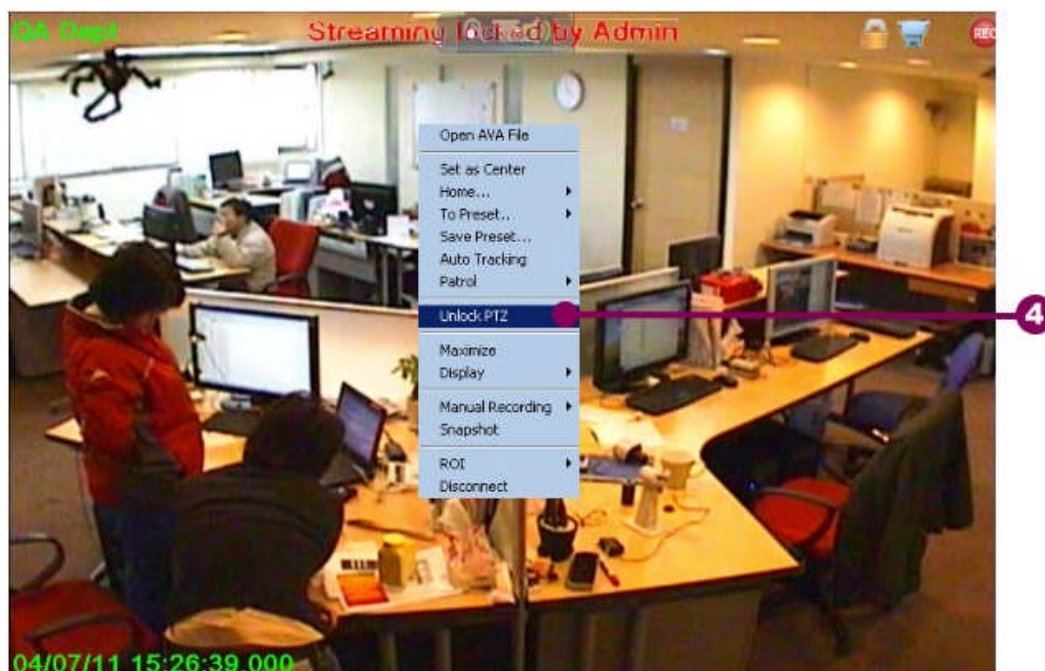 QA Dept
Streaming locked by Admin
REC
Open AVA File
Set as Center
Home...
To Preset..
Save Preset...
Auto Tracking
Patrol
Unlock PTZ
4
Maximize
Display
Manual Recording
Snapshot
ROI
Disconnect
04/07/11 15:26:39.000